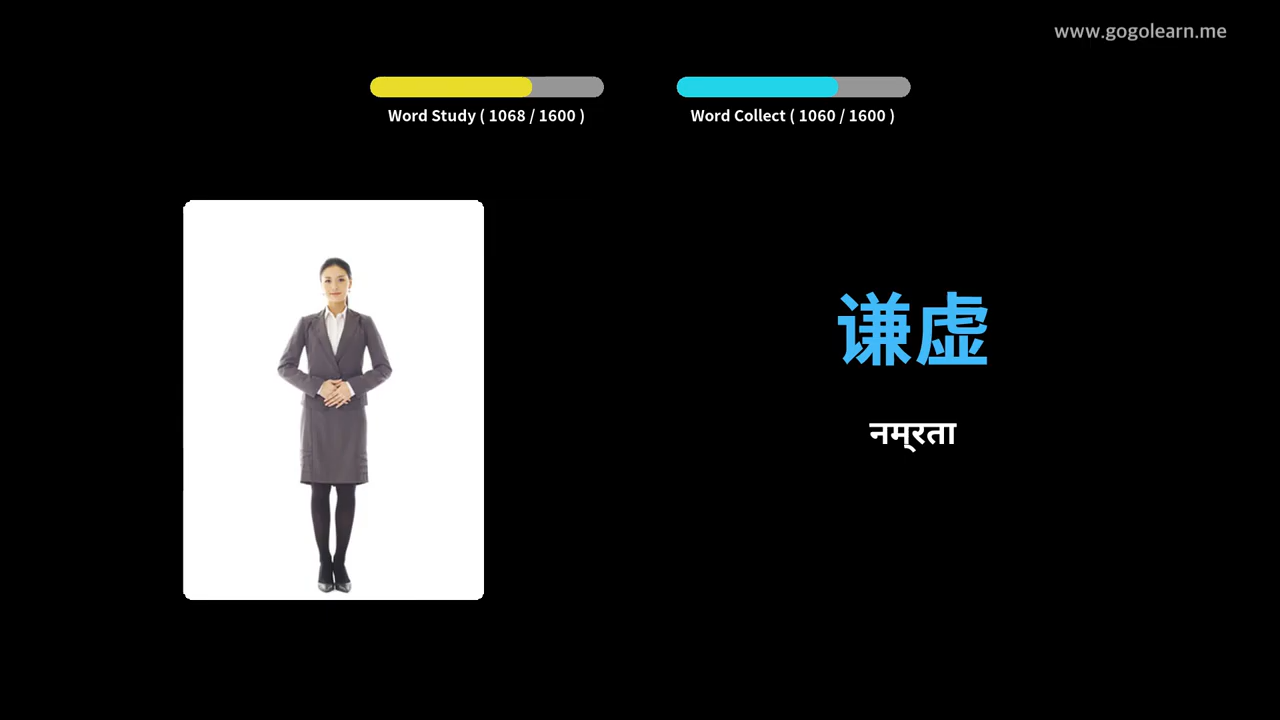 www.gogolearn.me
Word Study ( 1068 / 1600 )
Word Collect ( 1060 / 1600 )
谦虚
नम्रता